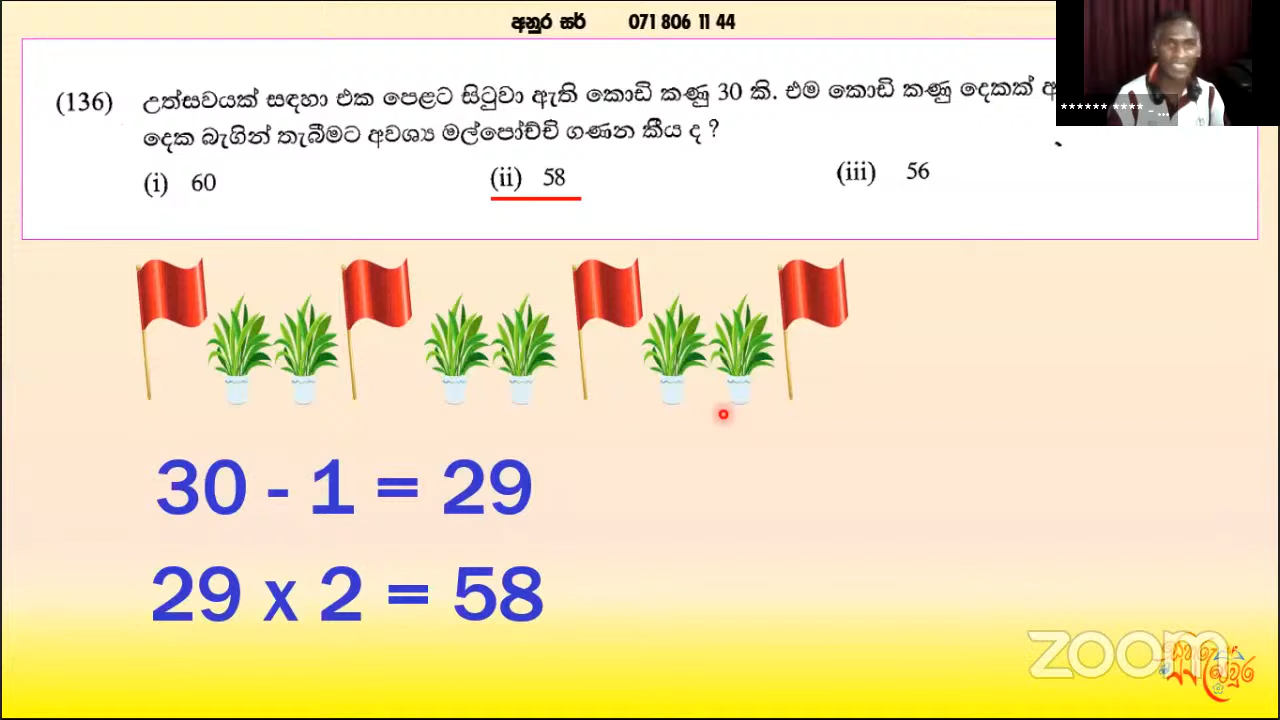 අනුර සර් 071 806 11 44
(136) උත්සවයක් සඳහා එක පෙළට සිටුවා ඇති කොඩි කණු 30 කි. එම කොඩි කණු දෙකක් අ
****** **** - ...
දෙක බැගින් තැබීමට අවශ්‍ය මල්පෝච්චි ගණන කීය ද ?
(i) 60 (ii) 58 (iii) 56
30 - 1 = 29
29 x 2 = 58
zoom